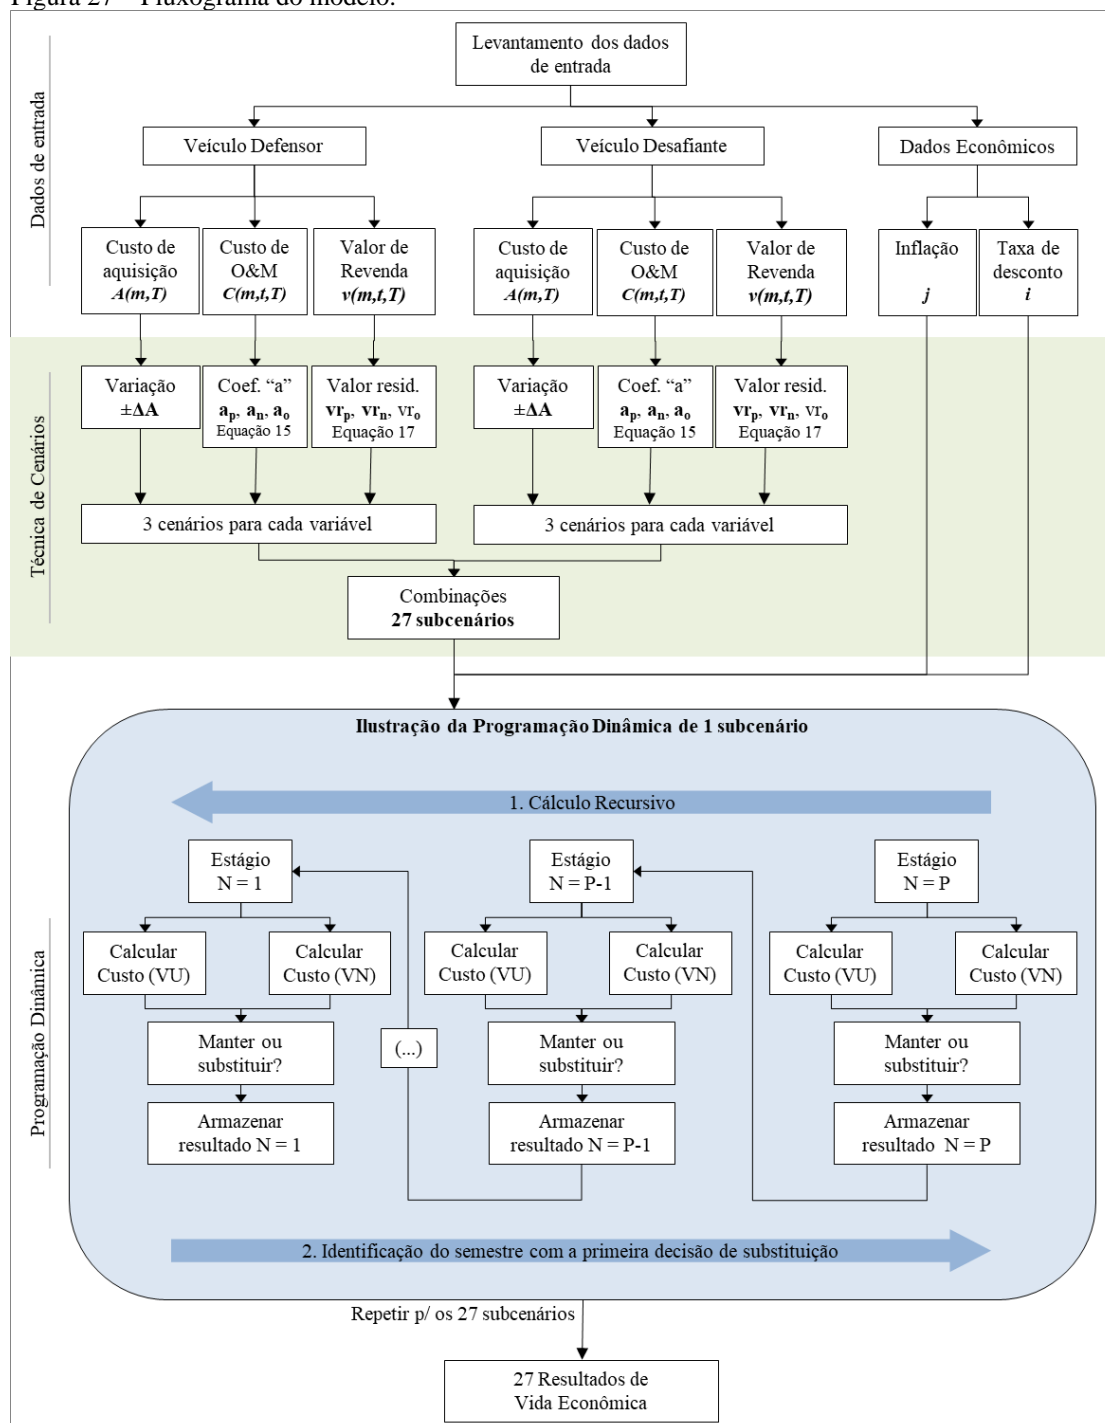 Figura 27 – Fluxograma do modelo.
Levantamento dos dados
de entrada
Dados de entrada
Veículo Defensor
Veículo Desafiante
Dados Econômicos
Custo de
aquisição
A(m,T)
Custo de
O&M
C(m,t,T)
Valor de
Revenda
v(m,t,T)
Custo de
aquisição
A(m,T)
Custo de
O&M
C(m,t,T)
Valor de
Revenda
v(m,t,T)
Inflação
j
Taxa de
desconto
i
Técnica de Cenários
Variação
±ΔA
Coef. “a”
aₚ, aₙ, aₒ
Equação 15
Valor resid.
vrₚ, vrₙ, vrₒ
Equação 17
Variação
±ΔA
Coef. “a”
aₚ, aₙ, aₒ
Equação 15
Valor resid.
vrₚ, vrₙ, vrₒ
Equação 17
3 cenários para cada variável
3 cenários para cada variável
Combinações
27 subcenários
Programação Dinâmica
Ilustração da Programação Dinâmica de 1 subcenário
1. Cálculo Recursivo
Estágio
N = 1
Estágio
N = P-1
Estágio
N = P
Calcular
Custo (VU)
Calcular
Custo (VN)
Calcular
Custo (VU)
Calcular
Custo (VN)
Calcular
Custo (VU)
Calcular
Custo (VN)
Manter ou
substituir?
(...)
Manter ou
substituir?
Manter ou
substituir?
Armazenar
resultado N = 1
Armazenar
resultado N = P-1
Armazenar
resultado N = P
2. Identificação do semestre com a primeira decisão de substituição
Repetir p/ os 27 subcenários
27 Resultados de
Vida Econômica